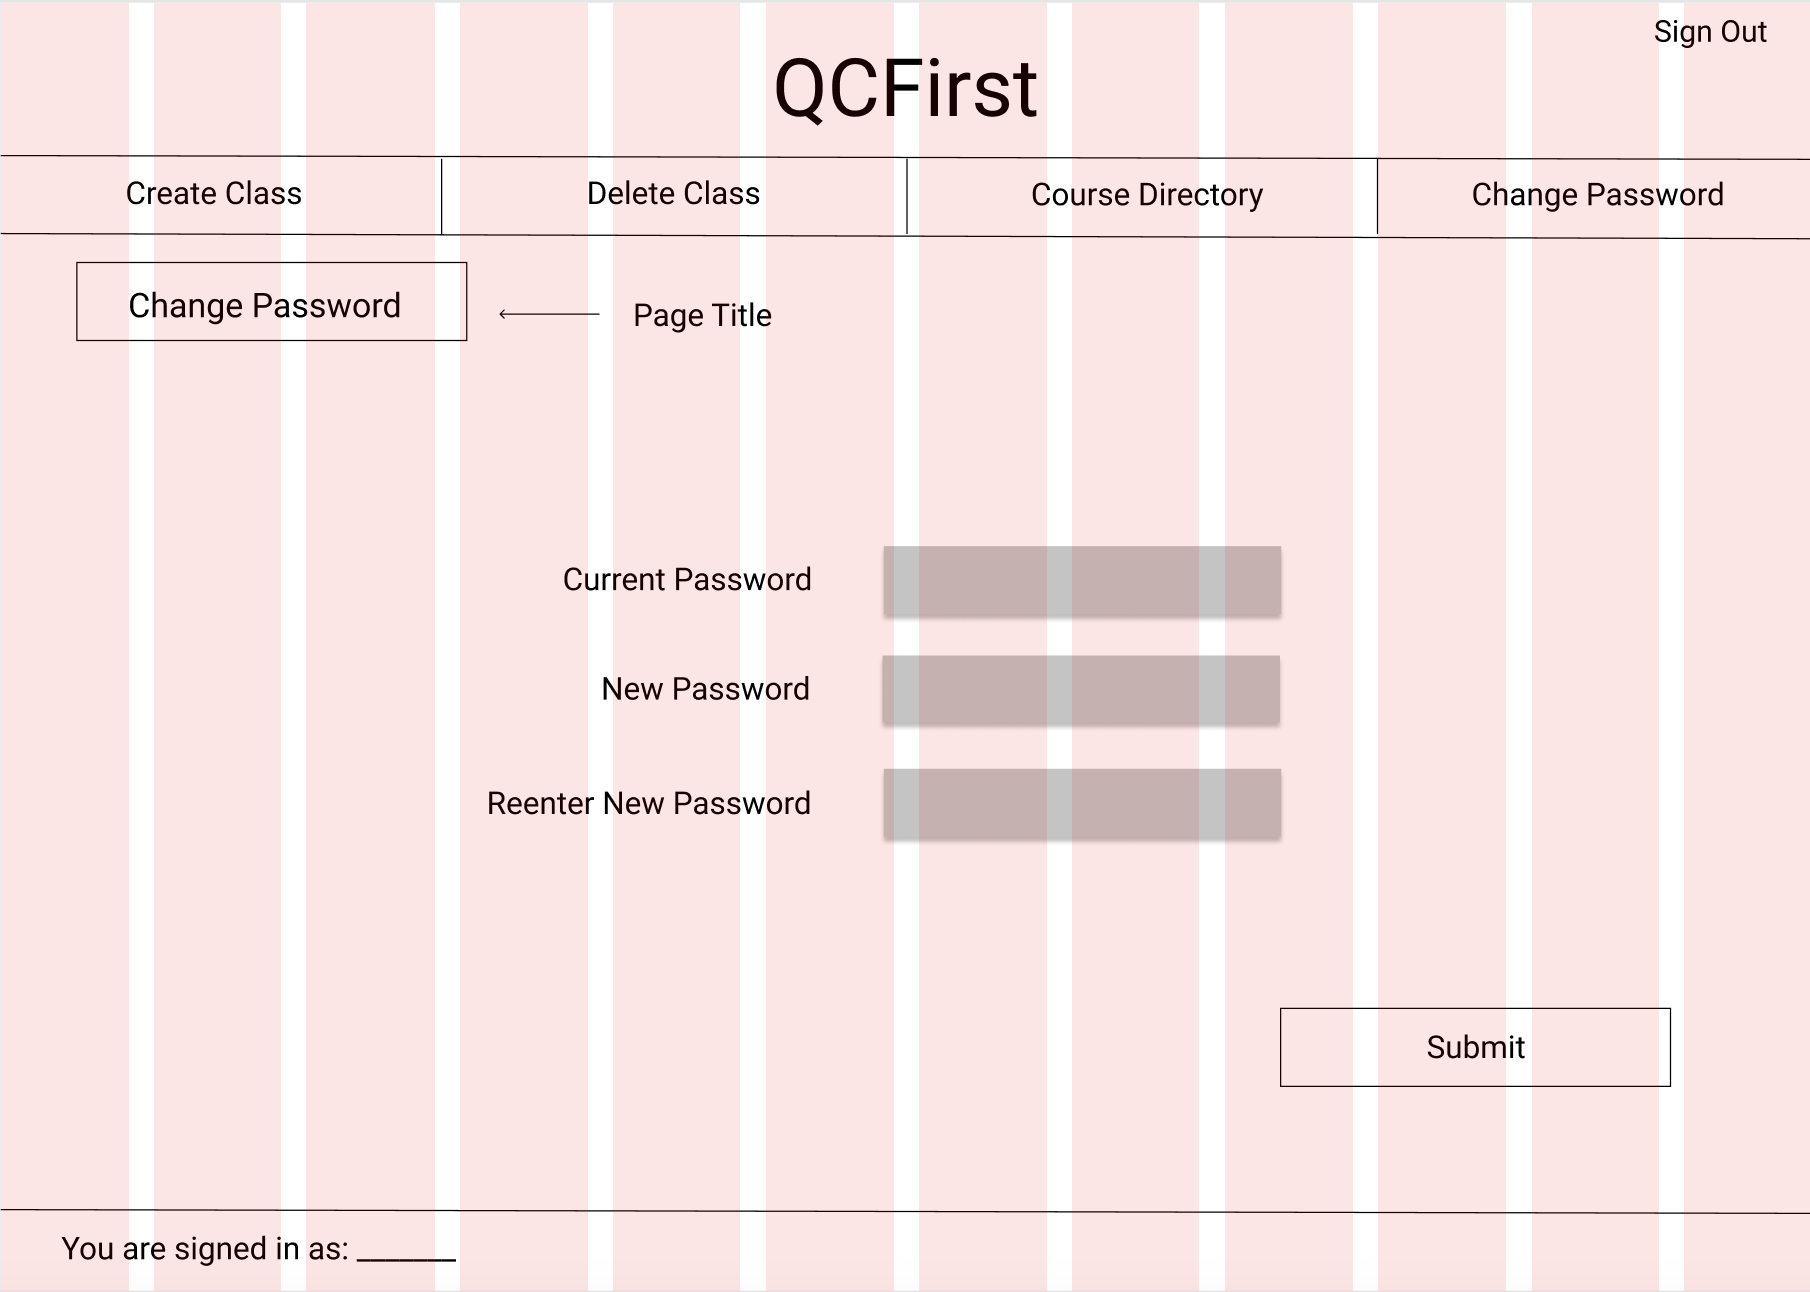 Sign Out
QCFirst
Create Class
Delete Class
Course Directory
Change Password
Change Password
Page Title
Current Password
New Password
Reenter New Password
Submit
You are signed in as: _______